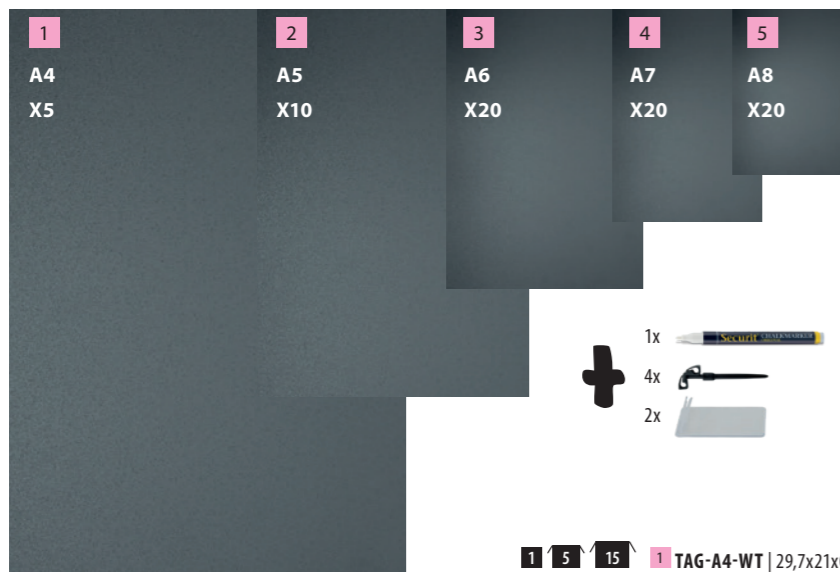 1
A4
X5
2
A5
X10
3
A6
X20
4
A7
X20
5
A8
X20
1x
Securit CHALKMARKER
4x
2x
1 5 15 1 TAG-A4-WT | 29,7x21x